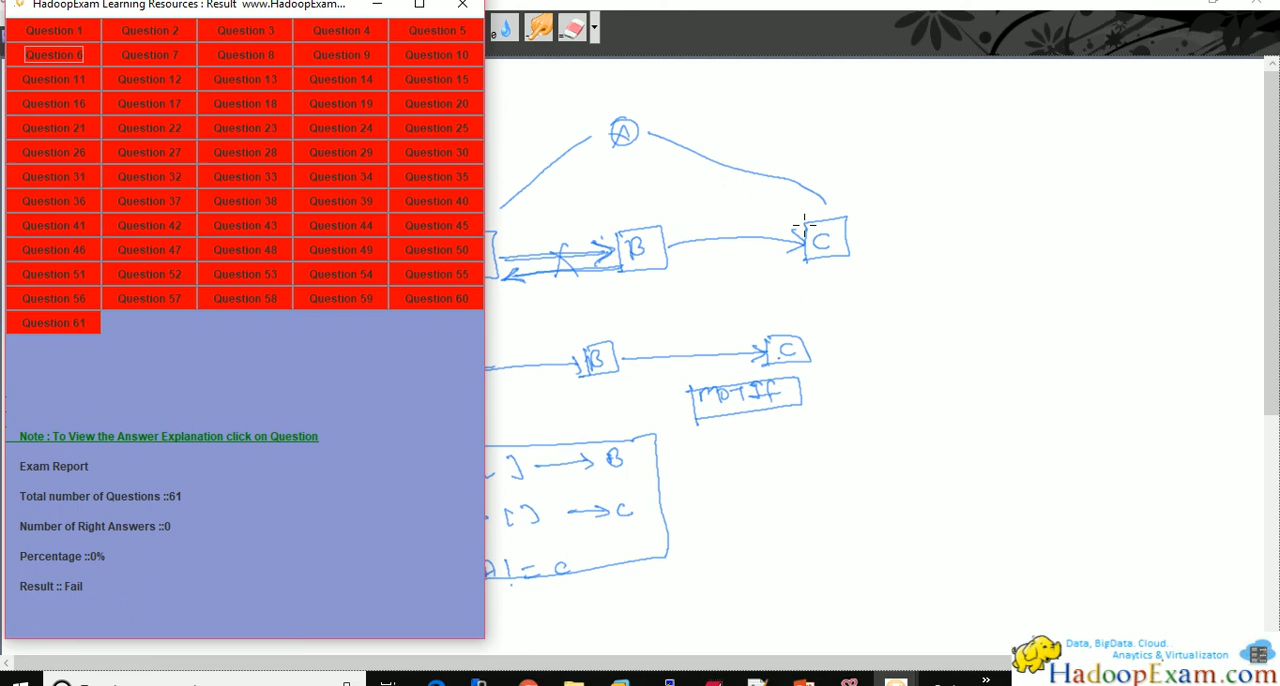 HadoopExam Learning Resources : Result www.HadoopExam...
Question 1 Question 2 Question 3 Question 4 Question 5
Question 6 Question 7 Question 8 Question 9 Question 10
Question 11 Question 12 Question 13 Question 14 Question 15
Question 16 Question 17 Question 18 Question 19 Question 20
Question 21 Question 22 Question 23 Question 24 Question 25
Question 26 Question 27 Question 28 Question 29 Question 30
Question 31 Question 32 Question 33 Question 34 Question 35
Question 36 Question 37 Question 38 Question 39 Question 40
Question 41 Question 42 Question 43 Question 44 Question 45
Question 46 Question 47 Question 48 Question 49 Question 50
Question 51 Question 52 Question 53 Question 54 Question 55
Question 56 Question 57 Question 58 Question 59 Question 60
Question 61
Note : To View the Answer Explanation click on Question
Exam Report
Total number of Questions ::61
Number of Right Answers ::0
Percentage ::0%
Result :: Fail
A
B C
B C
MOTIF
] → B
[ ] → C
A ! = C
Data, BigData. Cloud.
Anaytics & Virtualizaton
HadoopExam.com